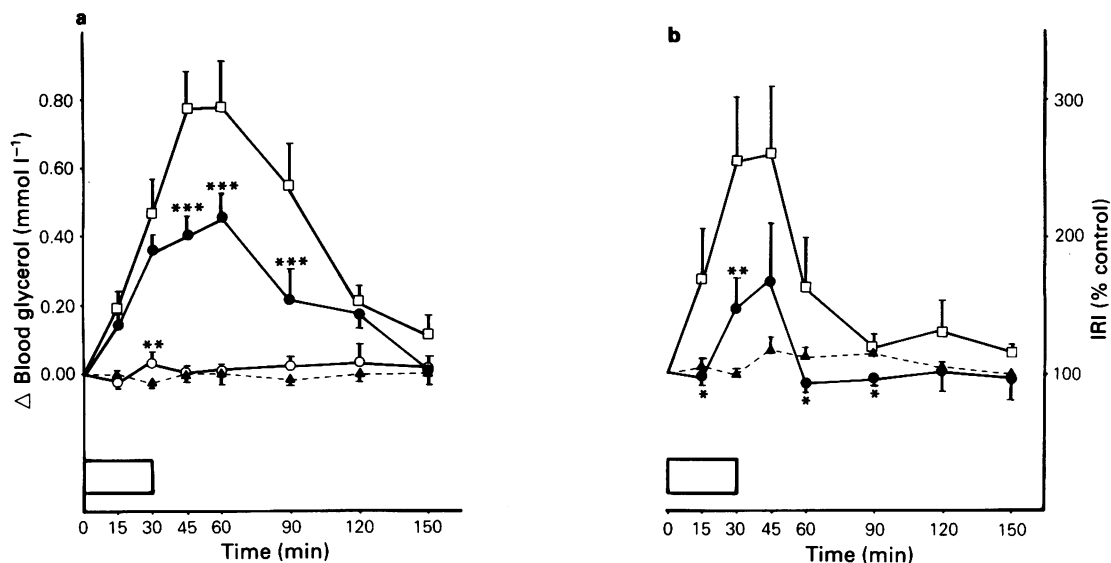 a
△ Blood glycerol (mmol l⁻¹)
0.80
0.60
0.40
0.20
0.00
***
***
***
**
0 15 30 45 60 90 120 150
Time (min)
b
IRI (% control)
300
200
100
**
*
*
*
0 15 30 45 60 90 120 150
Time (min)